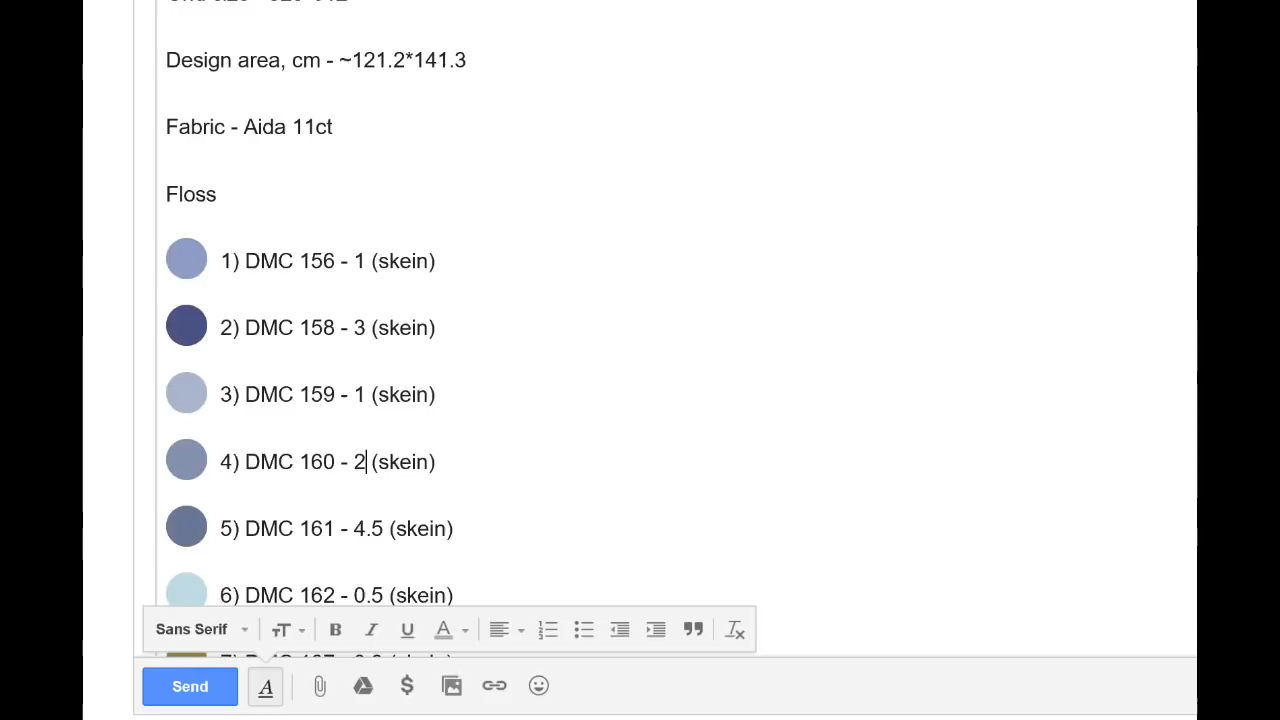 Design area, cm - ~121.2*141.3
Fabric - Aida 11ct
Floss
1) DMC 156 - 1 (skein)
2) DMC 158 - 3 (skein)
3) DMC 159 - 1 (skein)
4) DMC 160 - 2 (skein)
5) DMC 161 - 4.5 (skein)
6) DMC 162 - 0.5 (skein)
Sans Serif
Send